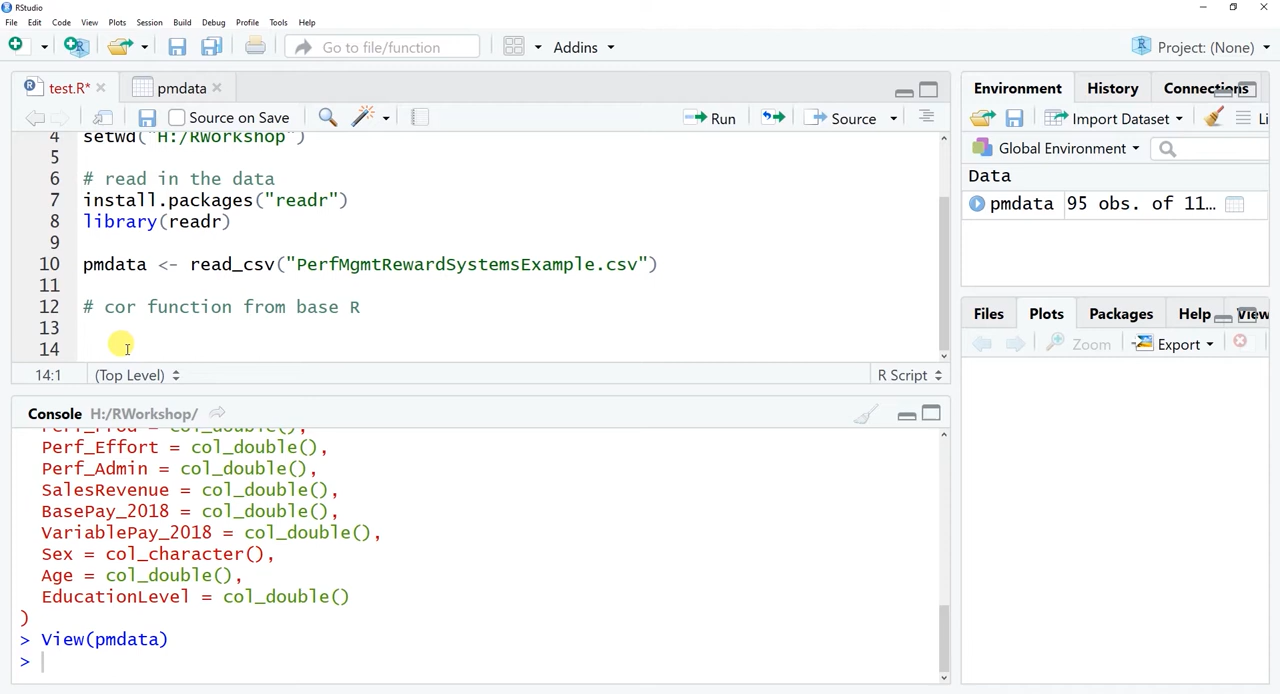 RStudio
File Edit Code View Plots Session Build Debug Profile Tools Help
Go to file/function Addins Project: (None)
test.R* pmdata
Source on Save Run Source
4 setwd("H:/RWorkshop")
5
6 # read in the data
7 install.packages("readr")
8 library(readr)
9
10 pmdata <- read_csv("PerfMgmtRewardSystemsExample.csv")
11
12 # cor function from base R
13
14
14:1 (Top Level) R Script
Console H:/RWorkshop/
Perf_Prod = col_double(),
Perf_Effort = col_double(),
Perf_Admin = col_double(),
SalesRevenue = col_double(),
BasePay_2018 = col_double(),
VariablePay_2018 = col_double(),
Sex = col_character(),
Age = col_double(),
EducationLevel = col_double()
)
> View(pmdata)
>
Environment History Connections
Import Dataset Li
Global Environment
Data
pmdata 95 obs. of 11…
Files Plots Packages Help View
Zoom Export